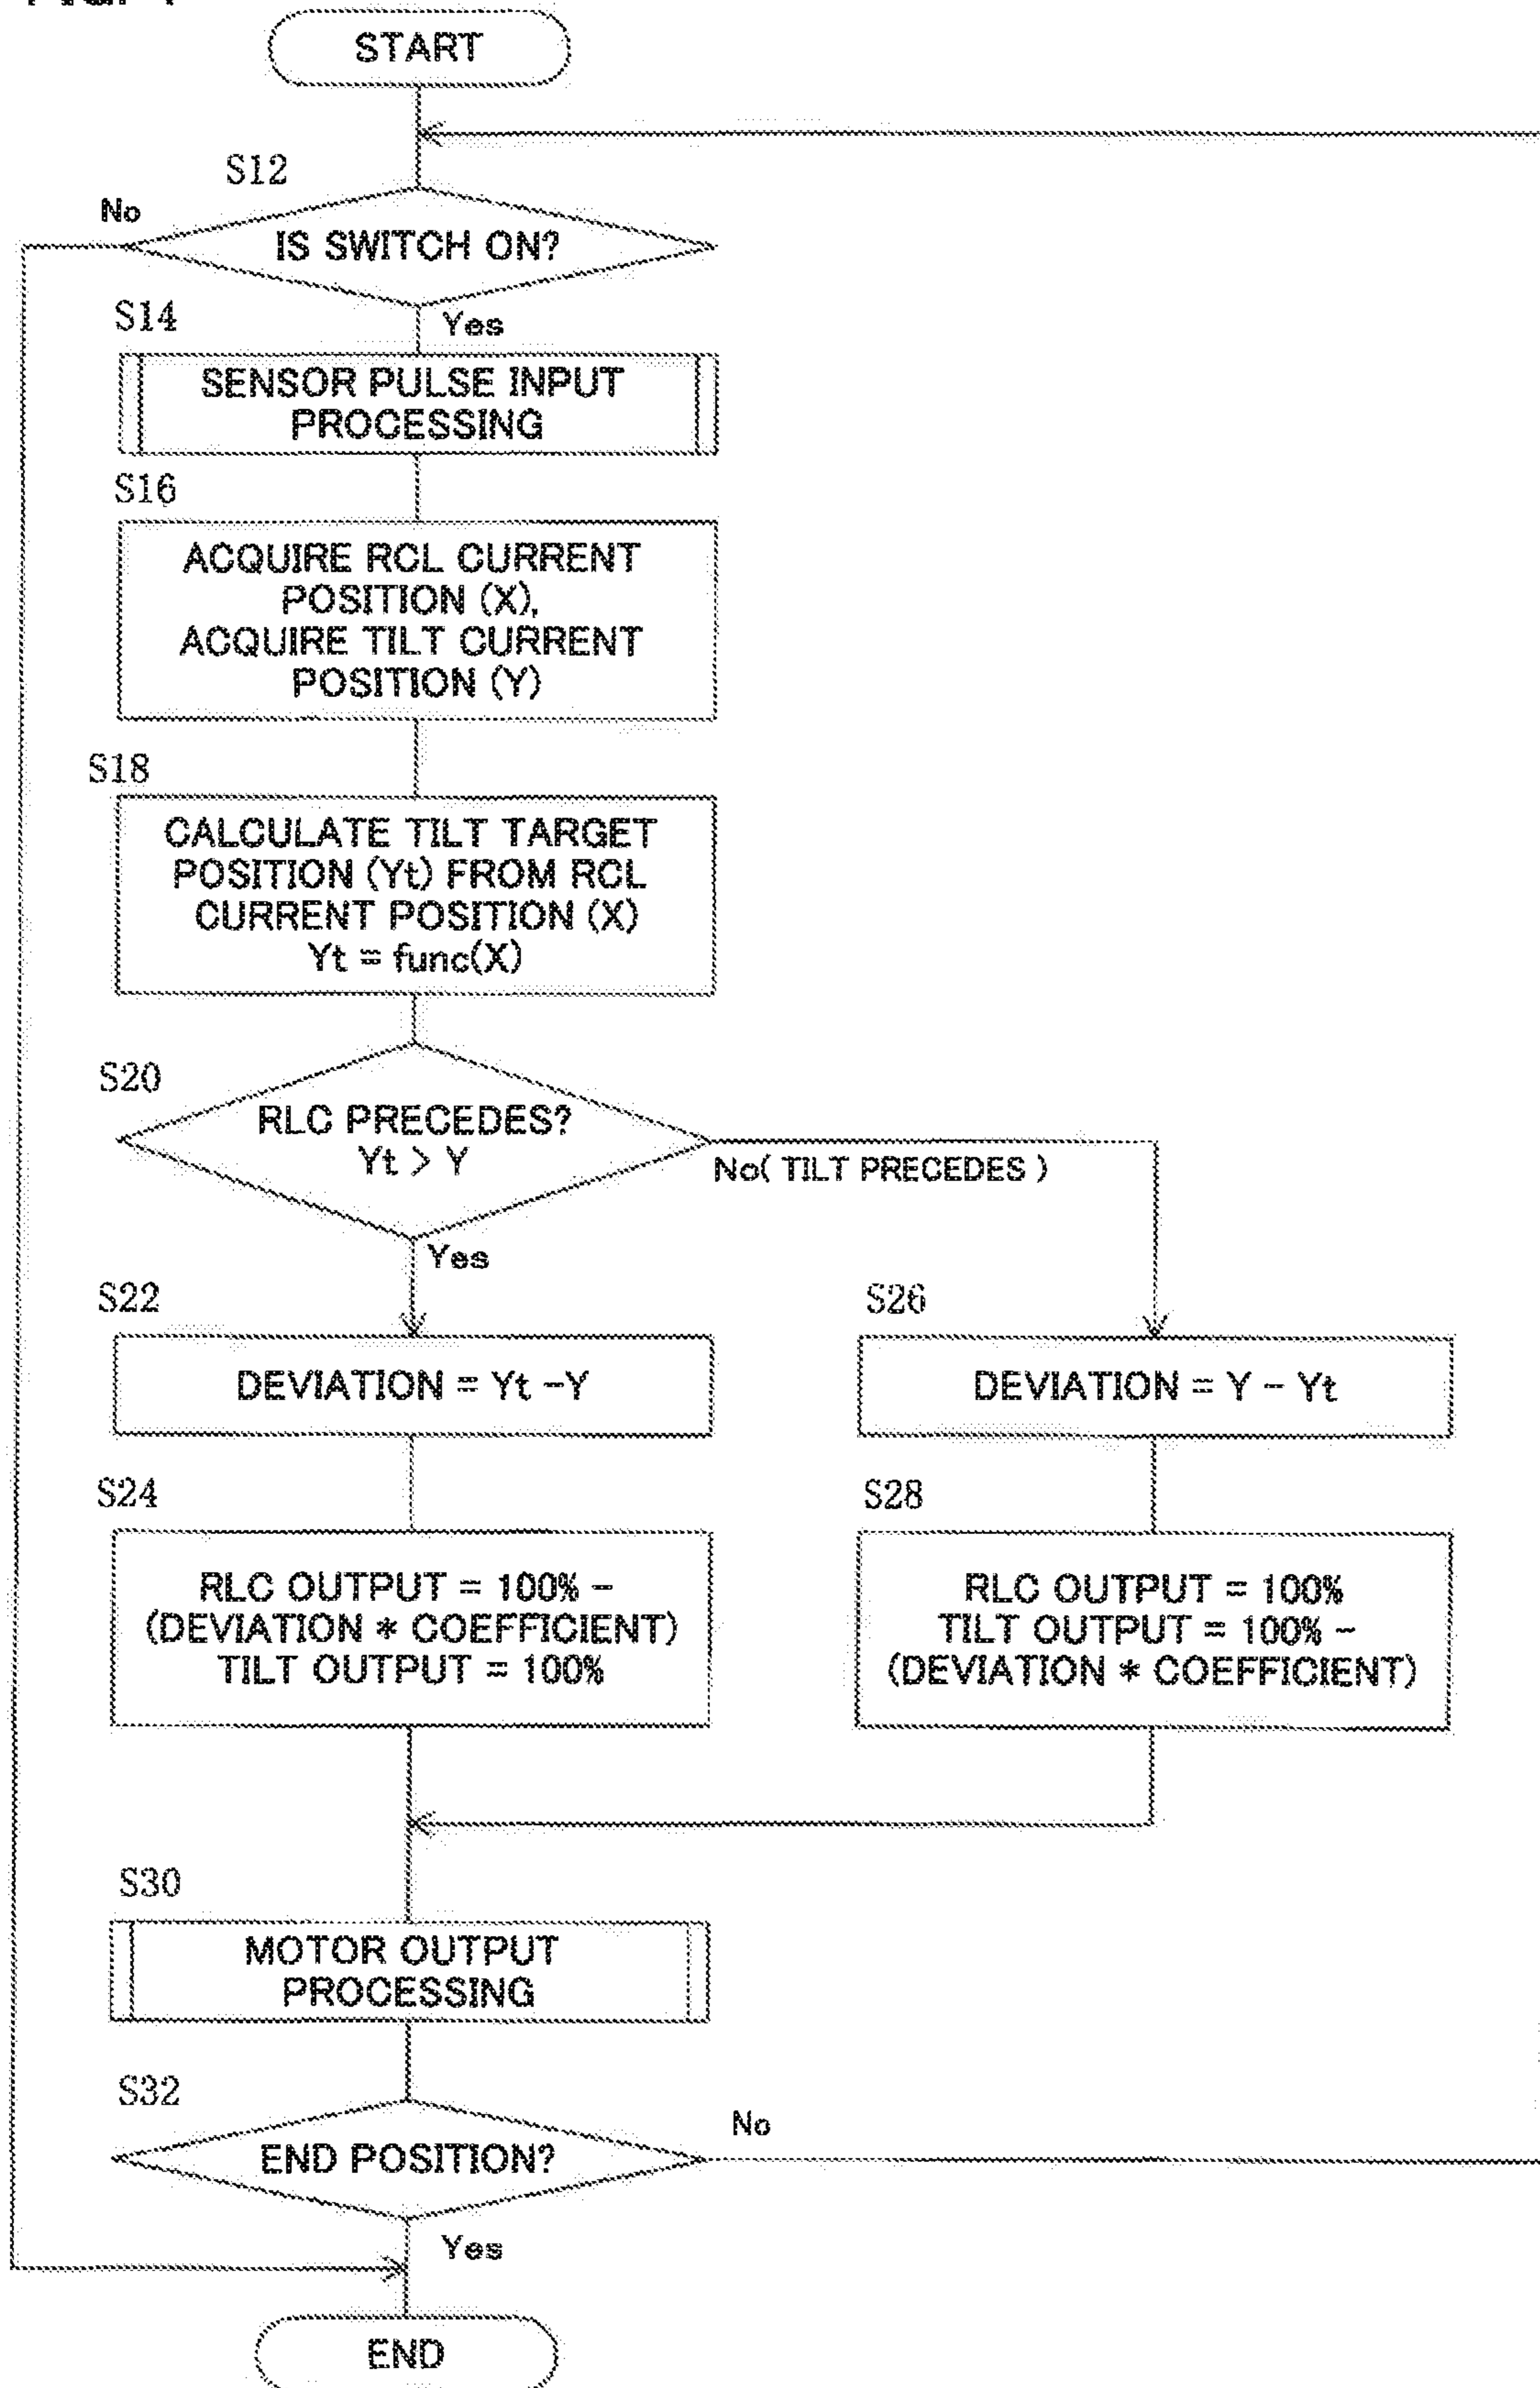 START
S12
No
IS SWITCH ON?
Yes
S14
SENSOR PULSE INPUT
PROCESSING
S16
ACQUIRE RCL CURRENT
POSITION (X),
ACQUIRE TILT CURRENT
POSITION (Y)
S18
CALCULATE TILT TARGET
POSITION (Yt) FROM RCL
CURRENT POSITION (X)
Yt = func(X)
S20
RLC PRECEDES?
Yt > Y
No( TILT PRECEDES )
Yes
S22
DEVIATION = Yt -Y
S26
DEVIATION = Y - Yt
S24
RLC OUTPUT = 100% -
(DEVIATION * COEFFICIENT)
TILT OUTPUT = 100%
S28
RLC OUTPUT = 100%
TILT OUTPUT = 100% -
(DEVIATION * COEFFICIENT)
S30
MOTOR OUTPUT
PROCESSING
S32
END POSITION?
No
Yes
END